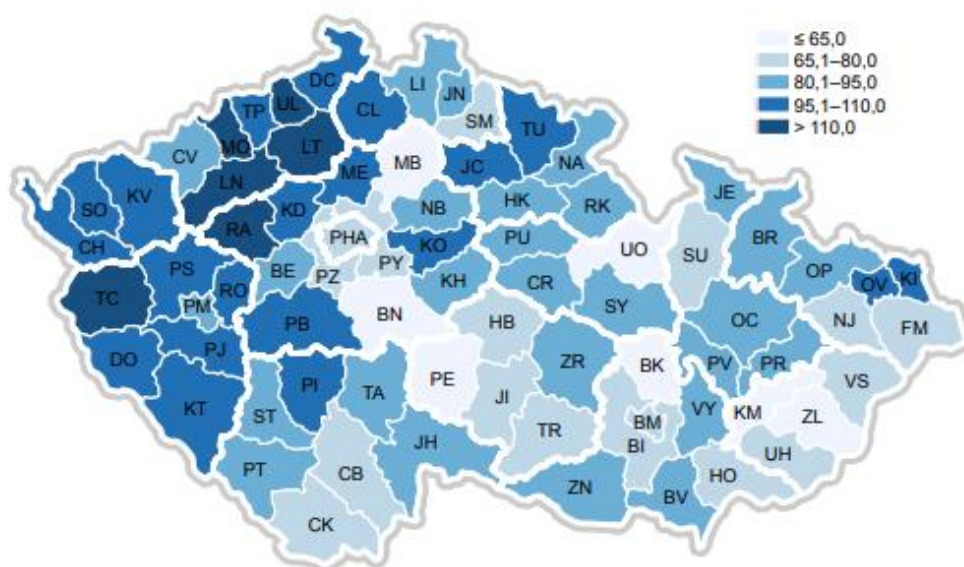 ≤ 65,0
65,1–80,0
80,1–95,0
95,1–110,0
> 110,0
DC
LI
JN
TP
UL
CL
SM
TU
MO
LT
CV
MB
JC
NA
LN
ME
SO
KV
KD
NB
HK
RK
JE
RA
CH
PHA
KO
PU
UO
SU
BR
PS
BE
PZ
PY
KH
CR
OP
OV
KI
TC
RO
PM
PB
BN
SY
HB
OC
NJ
FM
DO
PJ
PV
PR
KT
PI
TA
PE
ZR
BK
VS
ST
JI
VY
KM
ZL
TR
BM
BI
UH
PT
CB
JH
HO
ZN
BV
CK